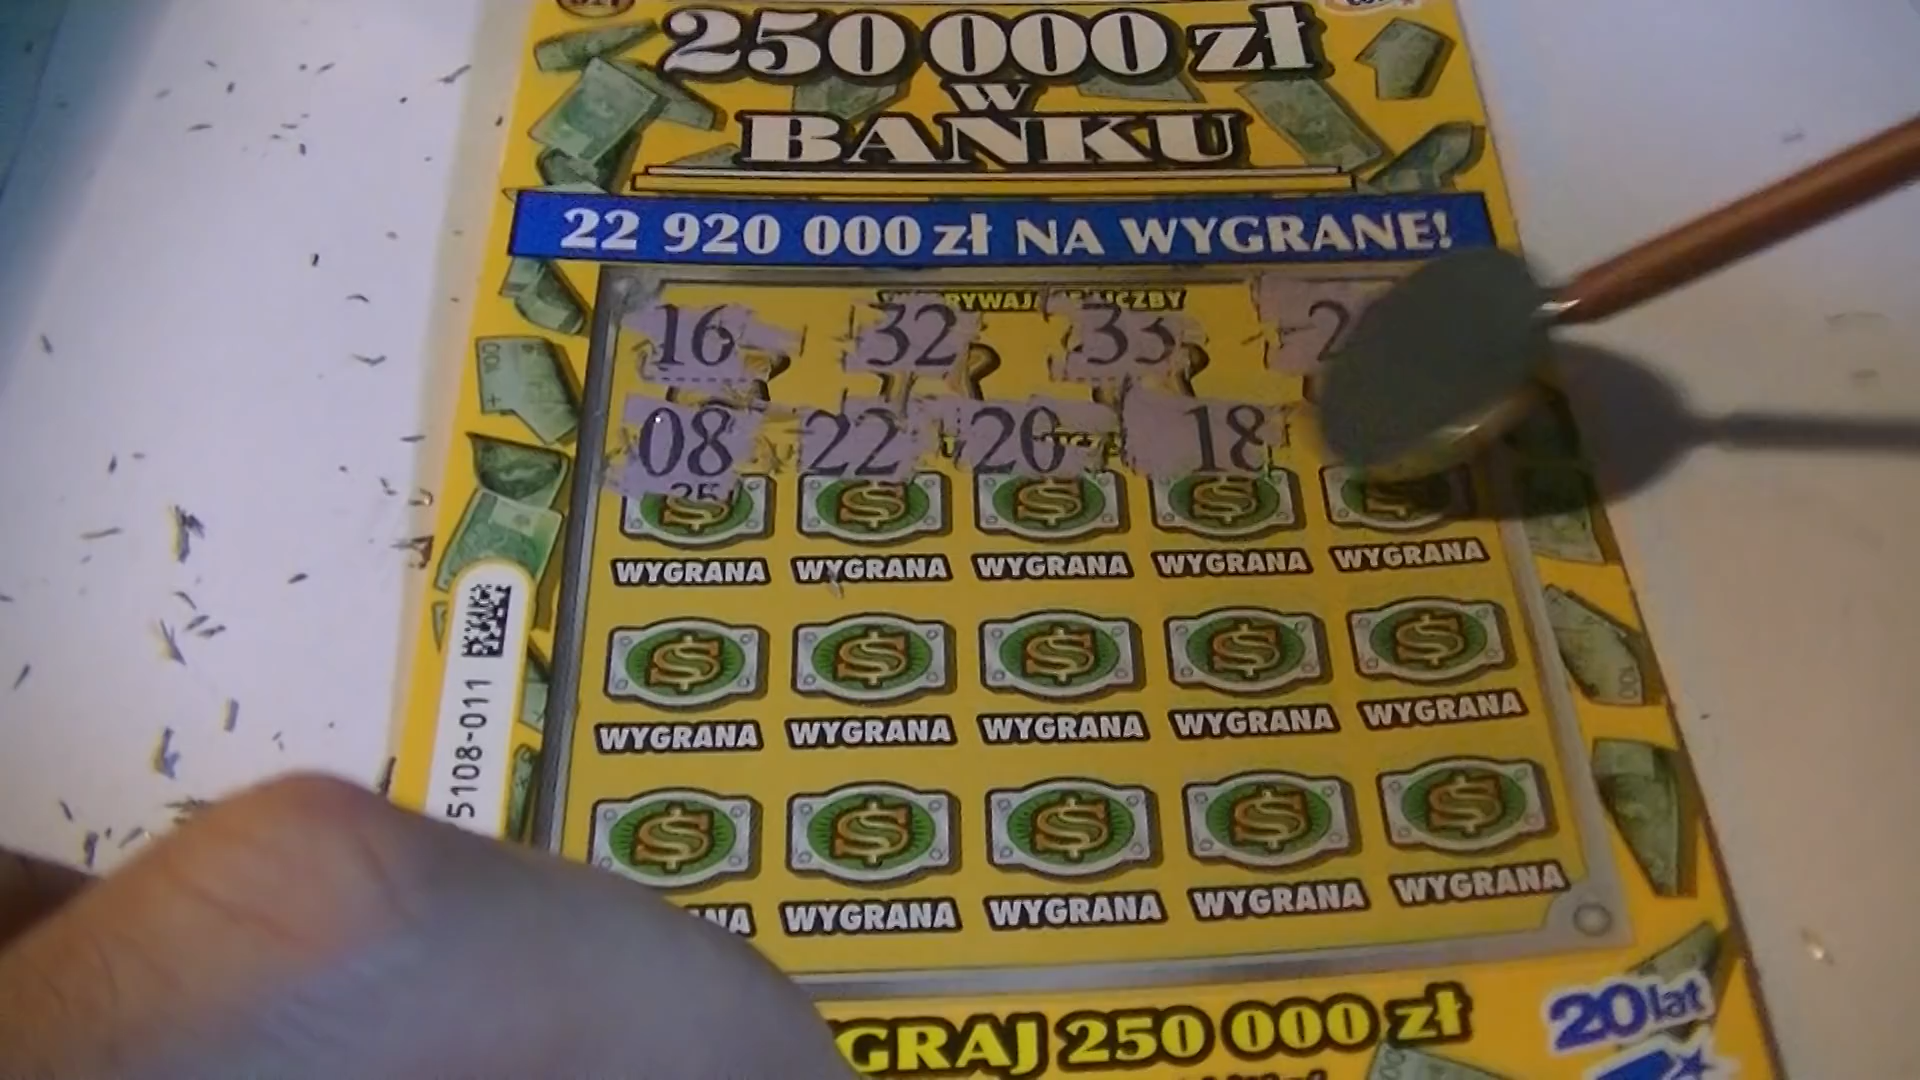 250 000 zł
W
BANKU
22 920 000 zł NA WYGRANE!
16 32 33
08 22 20 18
WYGRANA WYGRANA WYGRANA WYGRANA WYGRANA
WYGRANA WYGRANA WYGRANA WYGRANA WYGRANA
WYGRANA WYGRANA WYGRANA WYGRANA
5108-011
250 000 zł
20 lat